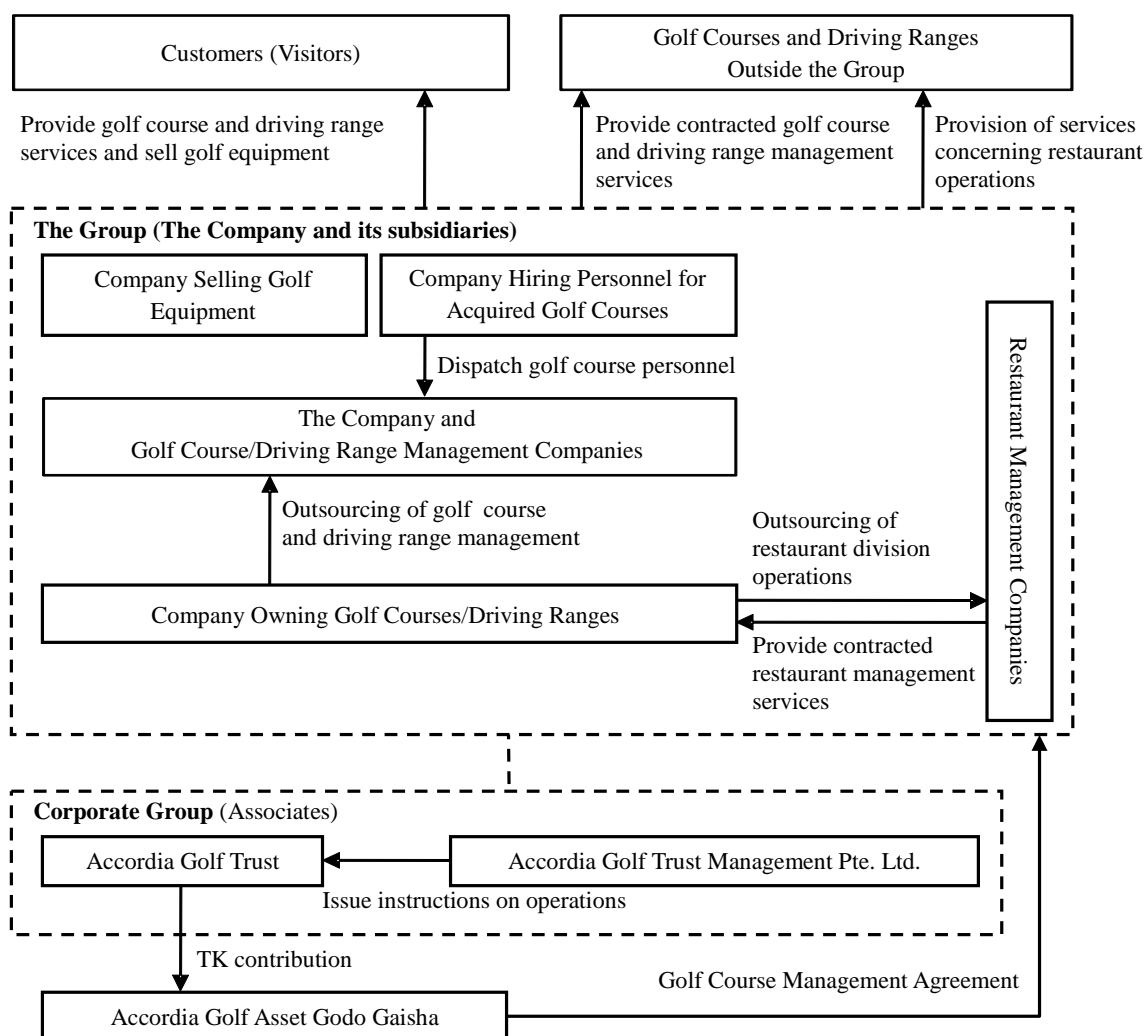 Customers (Visitors)
Golf Courses and Driving Ranges
Outside the Group
Provide golf course and driving range
services and sell golf equipment
Provide contracted golf course
and driving range management
services
Provision of services
concerning restaurant
operations
The Group (The Company and its subsidiaries)
Company Selling Golf
Equipment
Company Hiring Personnel for
Acquired Golf Courses
Dispatch golf course personnel
The Company and
Golf Course/Driving Range Management Companies
Restaurant Management Companies
Outsourcing of golf course
and driving range management
Outsourcing of
restaurant division
operations
Company Owning Golf Courses/Driving Ranges
Provide contracted
restaurant management
services
Corporate Group (Associates)
Accordia Golf Trust
Accordia Golf Trust Management Pte. Ltd.
Issue instructions on operations
TK contribution
Golf Course Management Agreement
Accordia Golf Asset Godo Gaisha